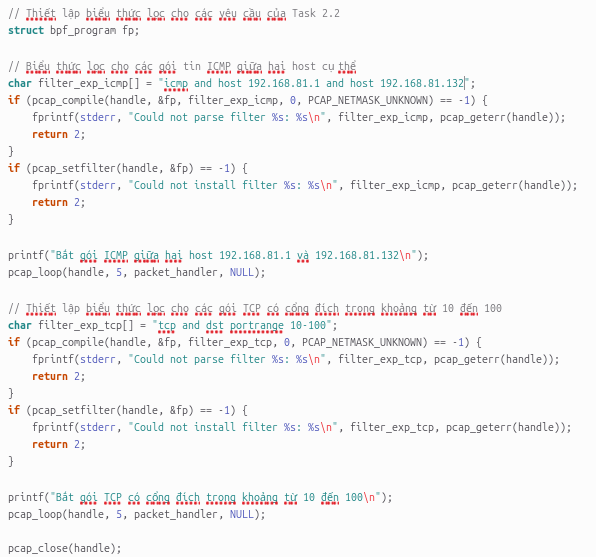 // Thiết lập biểu thức lọc cho các yêu cầu của Task 2.2
struct bpf_program fp;
// Biểu thức lọc cho các gói tin ICMP giữa hai host cụ thể
char filter_exp_icmp[] = "icmp and host 192.168.81.1 and host 192.168.81.132";
if (pcap_compile(handle, &fp, filter_exp_icmp, 0, PCAP_NETMASK_UNKNOWN) == -1) {
fprintf(stderr, "Could not parse filter %s: %s\n", filter_exp_icmp, pcap_geterr(handle));
return 2;
}
if (pcap_setfilter(handle, &fp) == -1) {
fprintf(stderr, "Could not install filter %s: %s\n", filter_exp_icmp, pcap_geterr(handle));
return 2;
}
printf("Bắt gói ICMP giữa hai host 192.168.81.1 và 192.168.81.132\n");
pcap_loop(handle, 5, packet_handler, NULL);
// Thiết lập biểu thức lọc cho các gói TCP có cổng đích trong khoảng từ 10 đến 100
char filter_exp_tcp[] = "tcp and dst portrange 10-100";
if (pcap_compile(handle, &fp, filter_exp_tcp, 0, PCAP_NETMASK_UNKNOWN) == -1) {
fprintf(stderr, "Could not parse filter %s: %s\n", filter_exp_tcp, pcap_geterr(handle));
return 2;
}
if (pcap_setfilter(handle, &fp) == -1) {
fprintf(stderr, "Could not install filter %s: %s\n", filter_exp_tcp, pcap_geterr(handle));
return 2;
}
printf("Bắt gói TCP có cổng đích trong khoảng từ 10 đến 100\n");
pcap_loop(handle, 5, packet_handler, NULL);
pcap_close(handle);